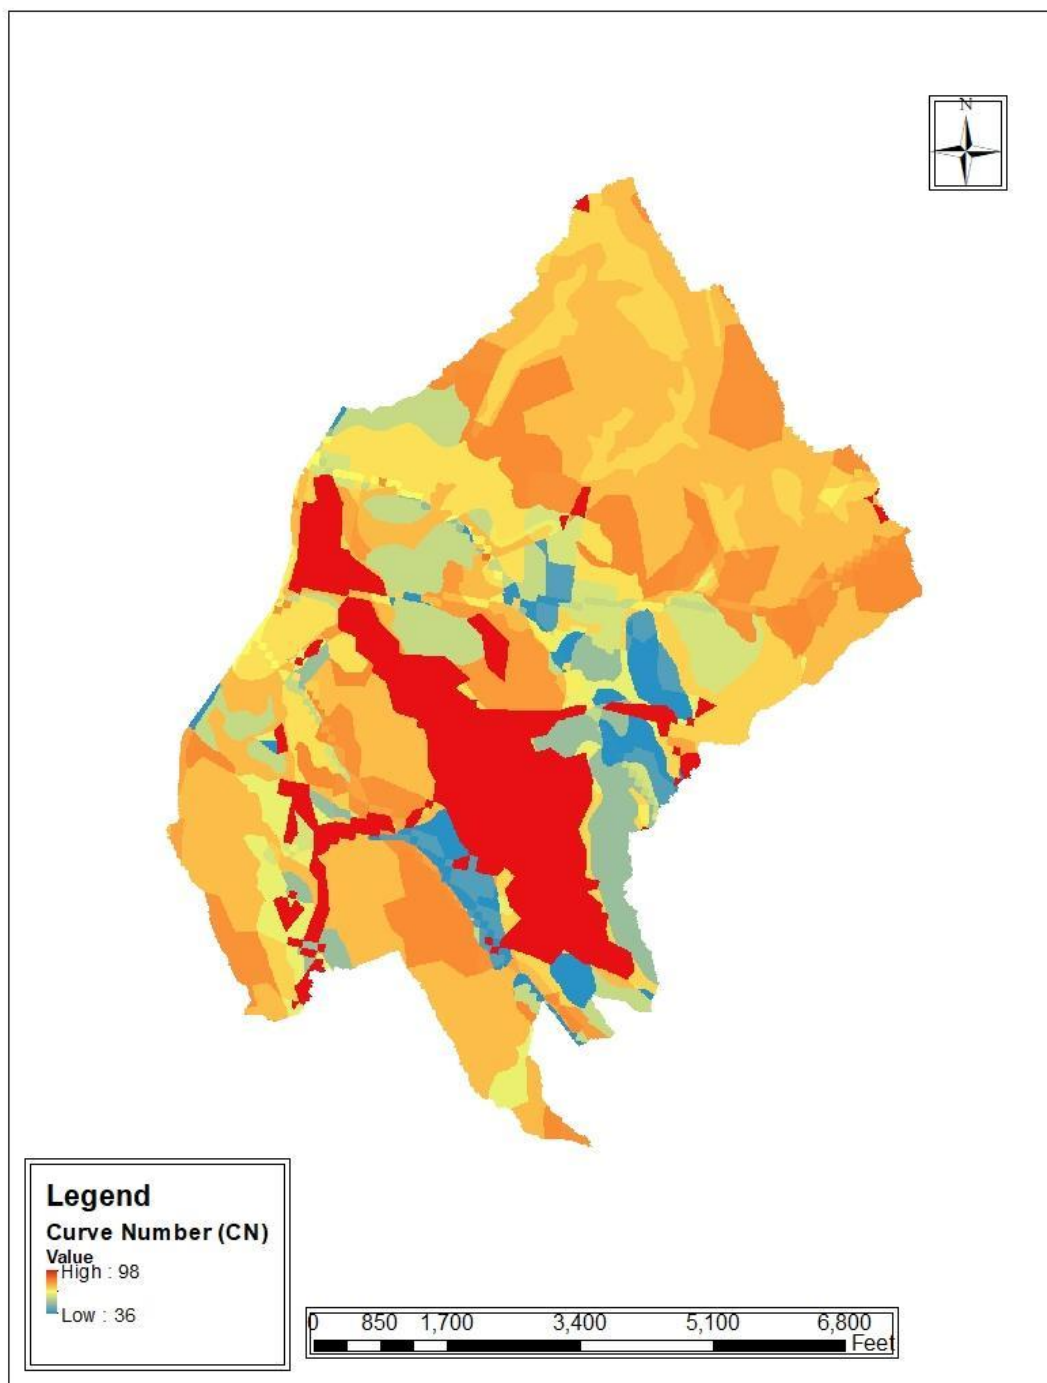 N
Legend
Curve Number (CN)
Value
High : 98
Low : 36
0 850 1,700 3,400 5,100 6,800
Feet